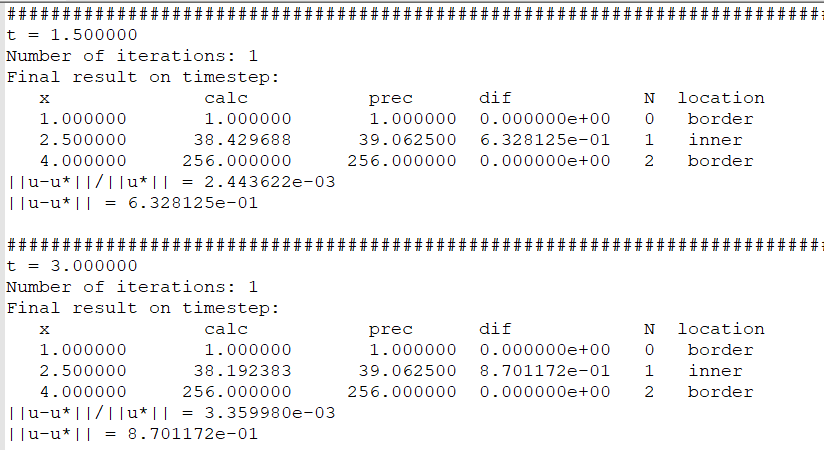 ###########################################################################
t = 1.500000
Number of iterations: 1
Final result on timestep:
x calc prec dif N location
1.000000 1.000000 1.000000 0.000000e+00 0 border
2.500000 38.429688 39.062500 6.328125e-01 1 inner
4.000000 256.000000 256.000000 0.000000e+00 2 border
||u-u*||/||u*|| = 2.443622e-03
||u-u*|| = 6.328125e-01
###########################################################################
t = 3.000000
Number of iterations: 1
Final result on timestep:
x calc prec dif N location
1.000000 1.000000 1.000000 0.000000e+00 0 border
2.500000 38.192383 39.062500 8.701172e-01 1 inner
4.000000 256.000000 256.000000 0.000000e+00 2 border
||u-u*||/||u*|| = 3.359980e-03
||u-u*|| = 8.701172e-01